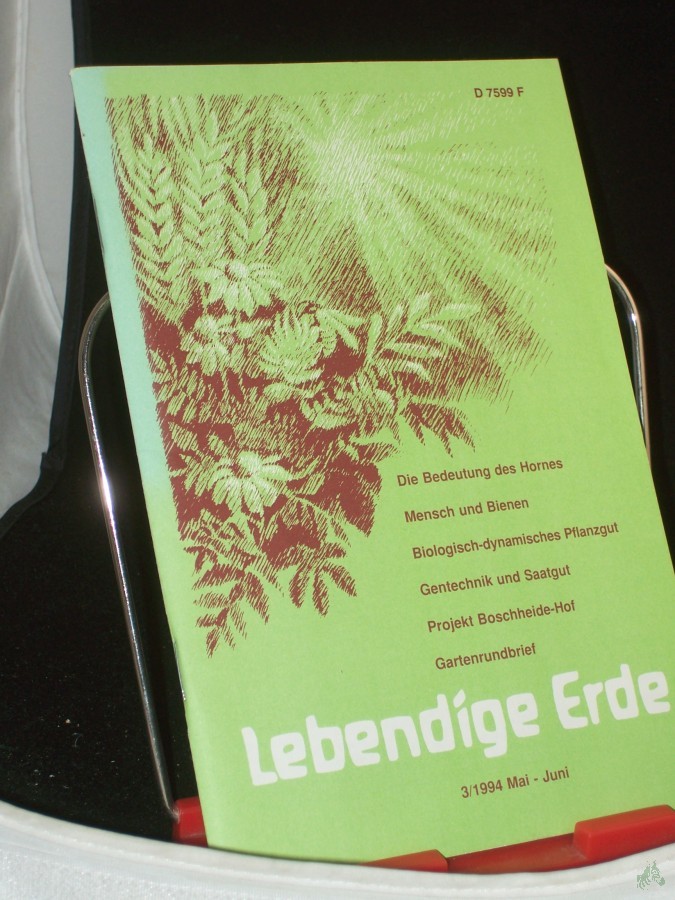 D 7599 F
Die Bedeutung des Hornes
Mensch und Bienen
Biologisch-dynamisches Pflanzgut
Gentechnik und Saatgut
Projekt Boschheide-Hof
Gartenrundbrief
Lebendige Erde
3/1994 Mai - Juni